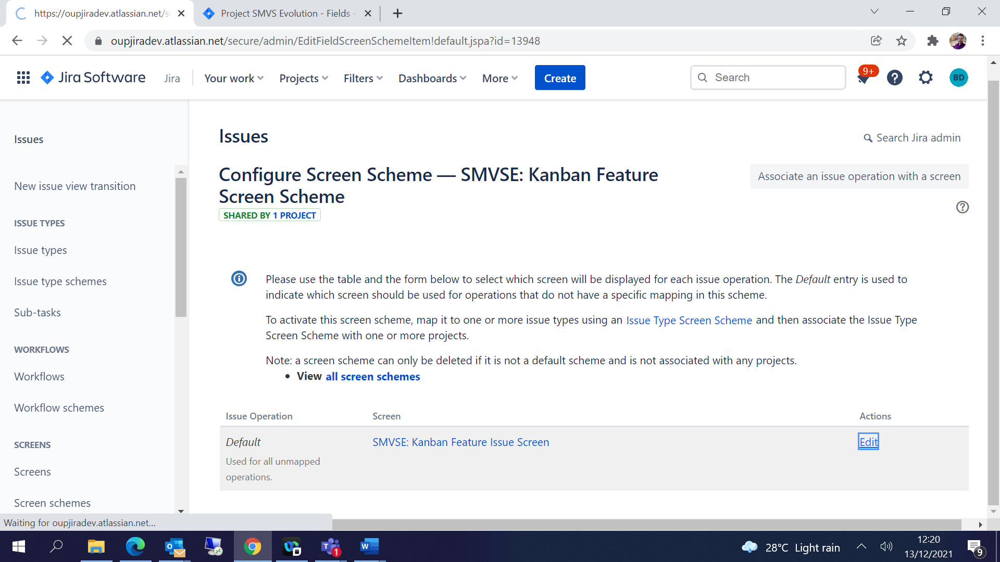 https://oupjiradev.atlassian.net/se
Project SMVS Evolution - Fields -
oupjiradev.atlassian.net/secure/admin/EditFieldScreenSchemeItem!default.jspa?id=13948
Jira Software
Jira
Your work
Projects
Filters
Dashboards
More
Create
Search
9+
BD
Issues
New issue view transition
ISSUE TYPES
Issue types
Issue type schemes
Sub-tasks
WORKFLOWS
Workflows
Workflow schemes
SCREENS
Screens
Screen schemes
Issues
Search Jira admin
Configure Screen Scheme — SMVSE: Kanban Feature
Screen Scheme
SHARED BY 1 PROJECT
Associate an issue operation with a screen
Please use the table and the form below to select which screen will be displayed for each issue operation. The Default entry is used to
indicate which screen should be used for operations that do not have a specific mapping in this scheme.
To activate this screen scheme, map it to one or more issue types using an Issue Type Screen Scheme and then associate the Issue Type
Screen Scheme with one or more projects.
Note: a screen scheme can only be deleted if it is not a default scheme and is not associated with any projects.
• View all screen schemes
Issue Operation Screen Actions
Default SMVSE: Kanban Feature Issue Screen Edit
Used for all unmapped
operations.
Waiting for oupjiradev.atlassian.net...
28°C Light rain
12:20
13/12/2021
9
1